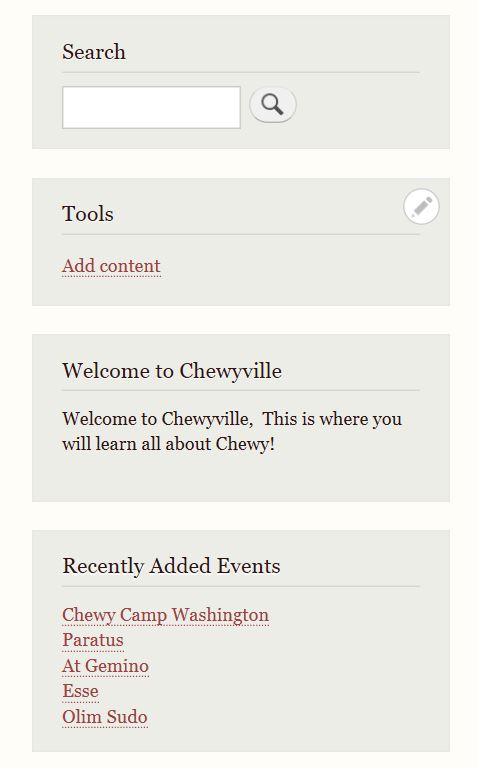 Search
Tools
Add content
Welcome to Chewyville
Welcome to Chewyville,  This is where you
will learn all about Chewy!
Recently Added Events
Chewy Camp Washington
Paratus
At Gemino
Esse
Olim Sudo